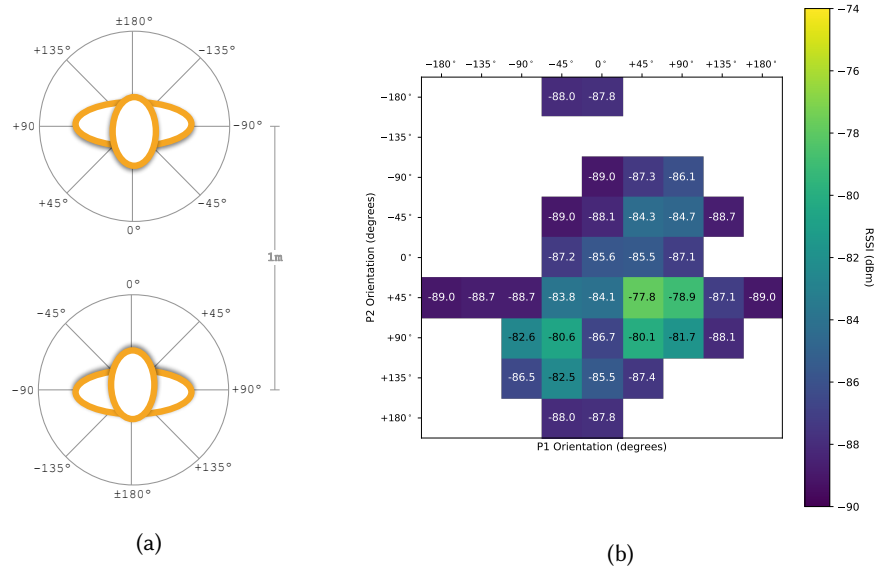 ±180°
+135°
-135°
+90
-90°
+45°
-45°
0°
1m
0°
-45°
+45°
-90
+90°
-135°
+135°
±180°
(a)
−180° −135° −90° −45° 0° +45° +90° +135° +180°
−180° -88.0 -87.8
−135°
−90° -89.0 -87.3 -86.1
−45° -89.0 -88.1 -84.3 -84.7 -88.7
0° -87.2 -85.6 -85.5 -87.1
+45° -89.0 -88.7 -88.7 -83.8 -84.1 -77.8 -78.9 -87.1 -89.0
+90° -82.6 -80.6 -86.7 -80.1 -81.7 -88.1
+135° -86.5 -82.5 -85.5 -87.4
+180° -88.0 -87.8
P2 Orientation (degrees)
P1 Orientation (degrees)
−74
−76
−78
−80
−82
−84
−86
−88
−90
RSSI (dBm)
(b)